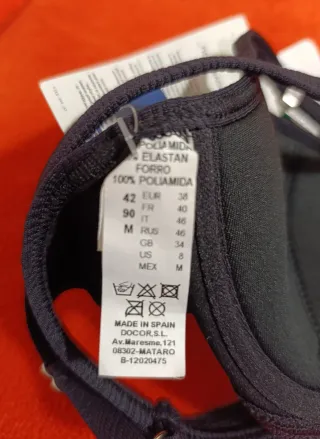 POLIAMIDA
% ELASTAN
FORRO
100% POLIAMIDA
42 EUR 38
FR 40
90 IT 46
M RUS 46
GB 34
US 8
MEX M
MADE IN SPAIN
DOCOR,S.L.
Av.Maresme,121
08302-MATARO
B-12020475